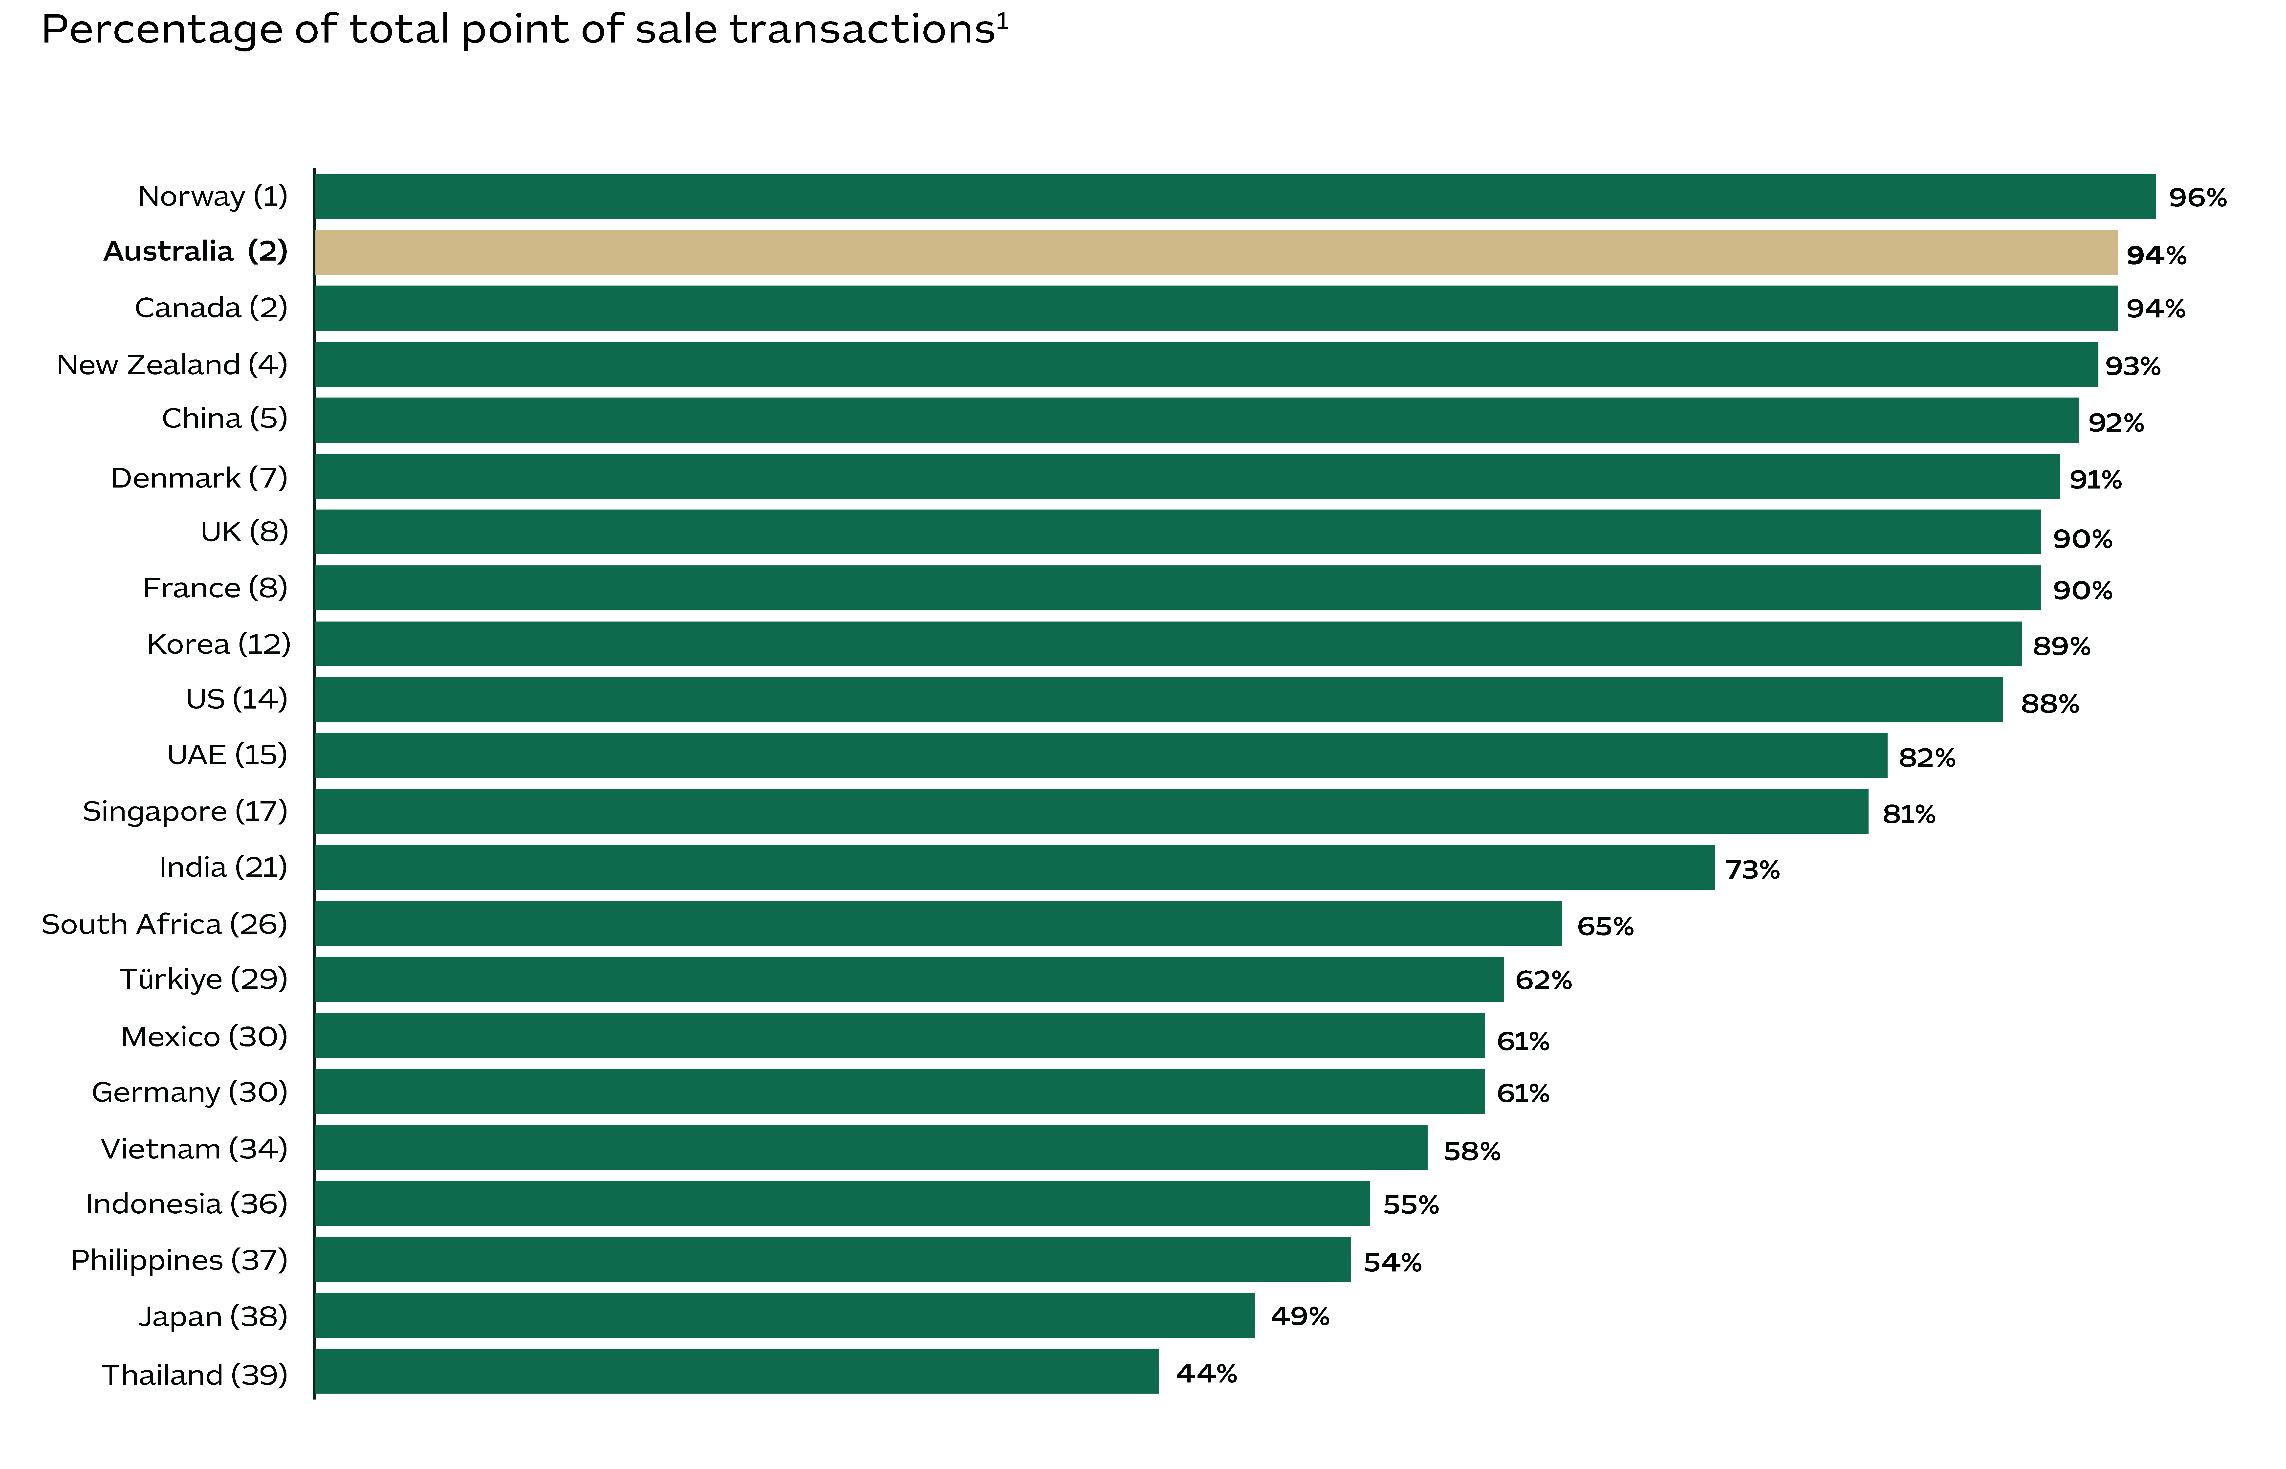 Percentage of total point of sale transactions¹
Norway (1) 96%
Australia (2) 94%
Canada (2) 94%
New Zealand (4) 93%
China (5) 92%
Denmark (7) 91%
UK (8) 90%
France (8) 90%
Korea (12) 89%
US (14) 88%
UAE (15) 82%
Singapore (17) 81%
India (21) 73%
South Africa (26) 65%
Türkiye (29) 62%
Mexico (30) 61%
Germany (30) 61%
Vietnam (34) 58%
Indonesia (36) 55%
Philippines (37) 54%
Japan (38) 49%
Thailand (39) 44%